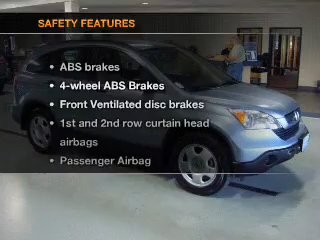 SAFETY FEATURES
• ABS brakes
• 4-wheel ABS Brakes
• Front Ventilated disc brakes
• 1st and 2nd row curtain head
airbags
• Passenger Airbag